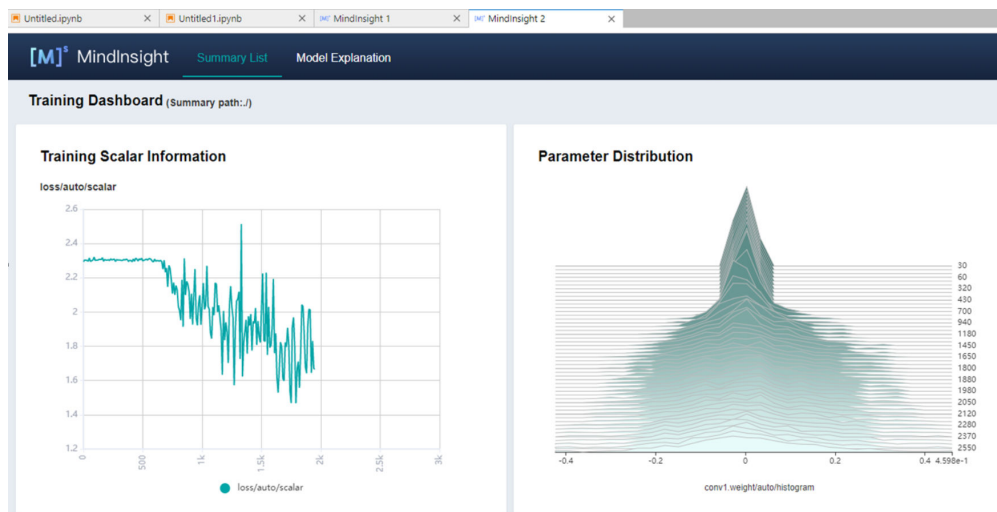 Untitled.ipynb
Untitled1.ipynb
MindInsight 1
MindInsight 2
[M]s MindInsight
Summary List
Model Explanation
Training Dashboard (Summary path:./)
Training Scalar Information
loss/auto/scalar
2.6
2.4
2.2
2
1.8
1.6
1.4
1.2
0
500
1k
1.5k
2k
2.5k
3k
loss/auto/scalar
Parameter Distribution
30
60
320
430
700
940
1180
1450
1650
1800
1880
1980
2050
2120
2280
2370
2550
-0.4
-0.2
0
0.2
0.4
4.598e-1
conv1.weight/auto/histogram